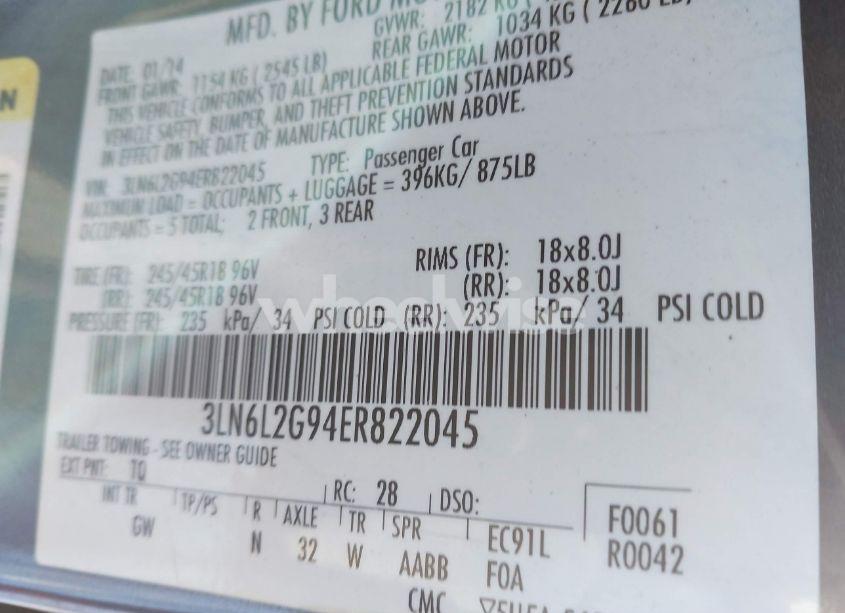 MFD. BY FORD MO
GVWR: 2182 KG
DATE: 01/14
FRONT GAWR: 1154 KG ( 2545 LB) REAR GAWR: 1034 KG ( 2280 LB)
THIS VEHICLE CONFORMS TO ALL APPLICABLE FEDERAL MOTOR
VEHICLE SAFETY, BUMPER, AND THEFT PREVENTION STANDARDS
IN EFFECT ON THE DATE OF MANUFACTURE SHOWN ABOVE.
VIN: 3LN6L2G94ER822045 TYPE: Passenger Car
MAXIMUM LOAD = OCCUPANTS + LUGGAGE = 396KG/ 875LB
OCCUPANTS = 5 TOTAL; 2 FRONT, 3 REAR
TIRE (FR): 245/45R18 96V RIMS (FR): 18x8.0J
(RR): 245/45R18 96V (RR): 18x8.0J
PRESSURE (FR): 235 kPa/ 34 PSI COLD (RR): 235 kPa/ 34 PSI COLD
wheelwise
3LN6L2G94ER822045
TRAILER TOWING - SEE OWNER GUIDE
EXT PNT: TQ RC: 28 DSO:
INT TR TP/PS R AXLE TR SPR EC91L F0061
GW N 32 W AABB F0A R0042
CMC
N